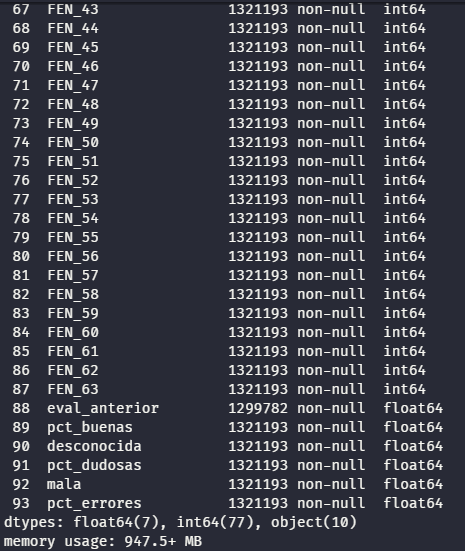 67 FEN_43 1321193 non-null int64
68 FEN_44 1321193 non-null int64
69 FEN_45 1321193 non-null int64
70 FEN_46 1321193 non-null int64
71 FEN_47 1321193 non-null int64
72 FEN_48 1321193 non-null int64
73 FEN_49 1321193 non-null int64
74 FEN_50 1321193 non-null int64
75 FEN_51 1321193 non-null int64
76 FEN_52 1321193 non-null int64
77 FEN_53 1321193 non-null int64
78 FEN_54 1321193 non-null int64
79 FEN_55 1321193 non-null int64
80 FEN_56 1321193 non-null int64
81 FEN_57 1321193 non-null int64
82 FEN_58 1321193 non-null int64
83 FEN_59 1321193 non-null int64
84 FEN_60 1321193 non-null int64
85 FEN_61 1321193 non-null int64
86 FEN_62 1321193 non-null int64
87 FEN_63 1321193 non-null int64
88 eval_anterior 1299782 non-null float64
89 pct_buenas 1321193 non-null float64
90 desconocida 1321193 non-null float64
91 pct_dudosas 1321193 non-null float64
92 mala 1321193 non-null float64
93 pct_errores 1321193 non-null float64
dtypes: float64(7), int64(77), object(10)
memory usage: 947.5+ MB